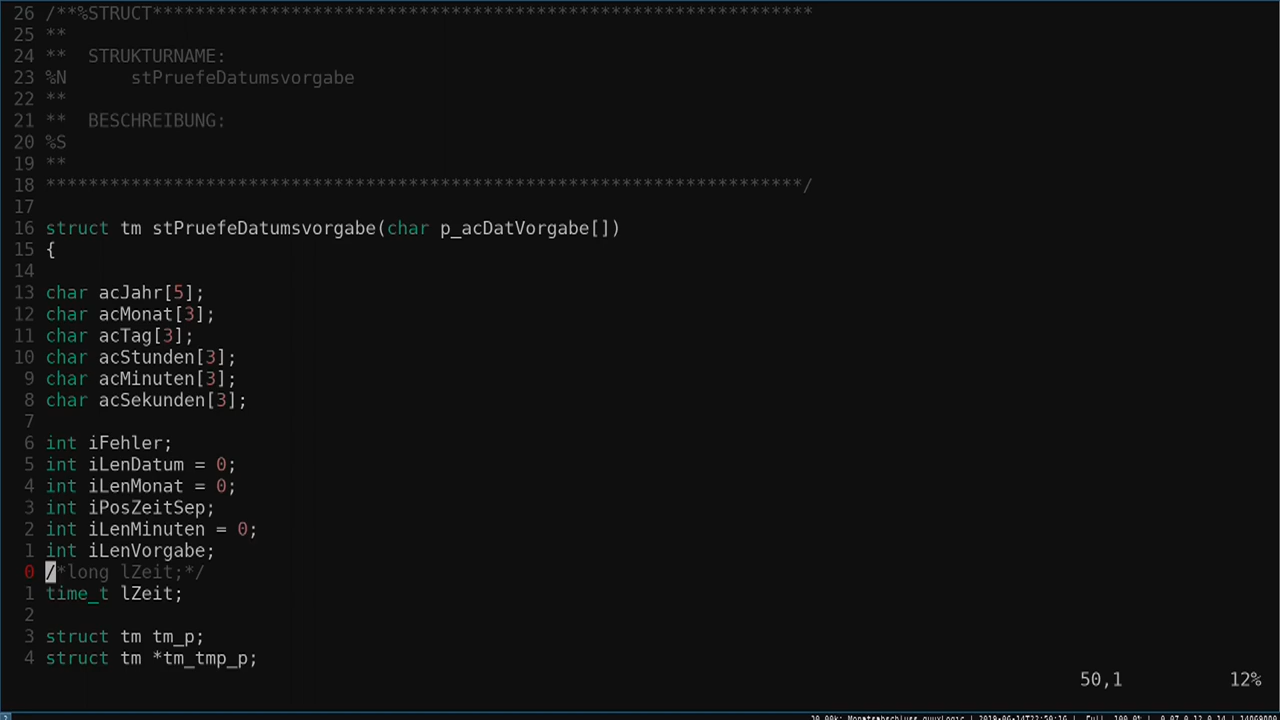 26 /**%STRUCT**************************************************************
25 **
24 **  STRUKTURNAME:
23 %N      stPruefeDatumsvorgabe
22 **
21 **  BESCHREIBUNG:
20 %S
19 **
18 ***********************************************************************/
17
16 struct tm stPruefeDatumsvorgabe(char p_acDatVorgabe[])
15 {
14
13 char acJahr[5];
12 char acMonat[3];
11 char acTag[3];
10 char acStunden[3];
9 char acMinuten[3];
8 char acSekunden[3];
7
6 int iFehler;
5 int iLenDatum = 0;
4 int iLenMonat = 0;
3 int iPosZeitSep;
2 int iLenMinuten = 0;
1 int iLenVorgabe;
0 /*long lZeit;*/
1 time_t lZeit;
2
3 struct tm tm_p;
4 struct tm *tm_tmp_p;
50,1 12%